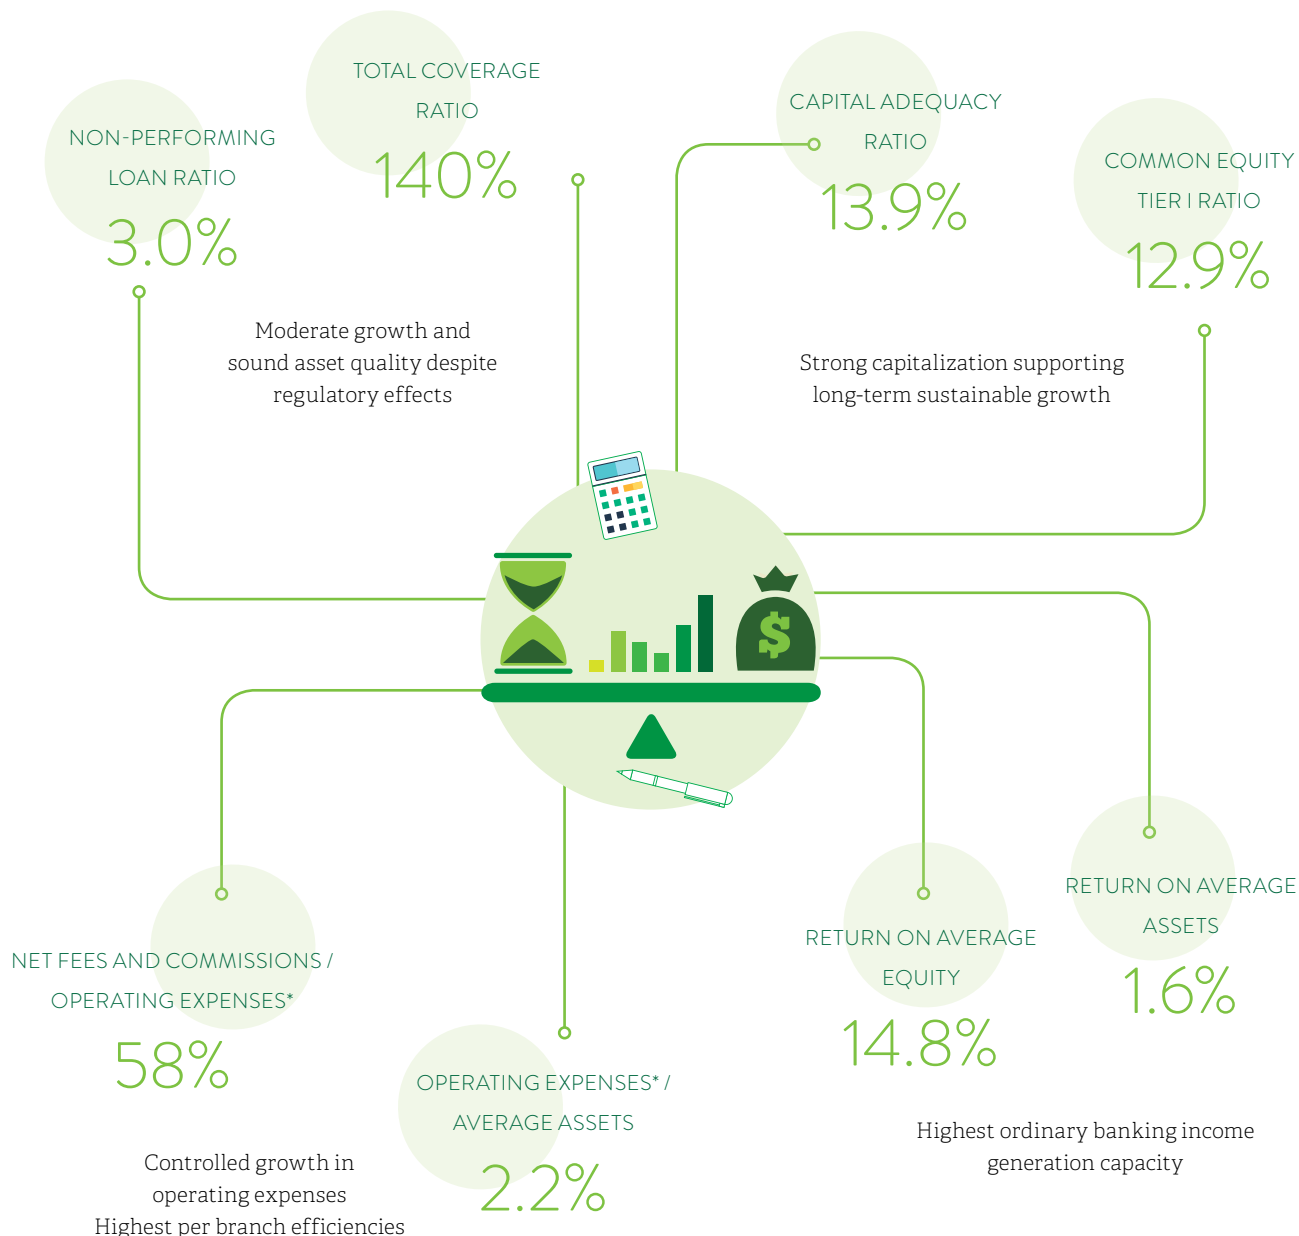 TOTAL COVERAGE
RATIO
140%
NON-PERFORMING
LOAN RATIO
3.0%
CAPITAL ADEQUACY
RATIO
13.9%
COMMON EQUITY
TIER I RATIO
12.9%
Moderate growth and
sound asset quality despite
regulatory effects
Strong capitalization supporting
long-term sustainable growth
$
NET FEES AND COMMISSIONS /
OPERATING EXPENSES*
58%
OPERATING EXPENSES* /
AVERAGE ASSETS
2.2%
RETURN ON AVERAGE
EQUITY
14.8%
RETURN ON AVERAGE
ASSETS
1.6%
Controlled growth in
operating expenses
Highest per branch efficiencies
Highest ordinary banking income
generation capacity